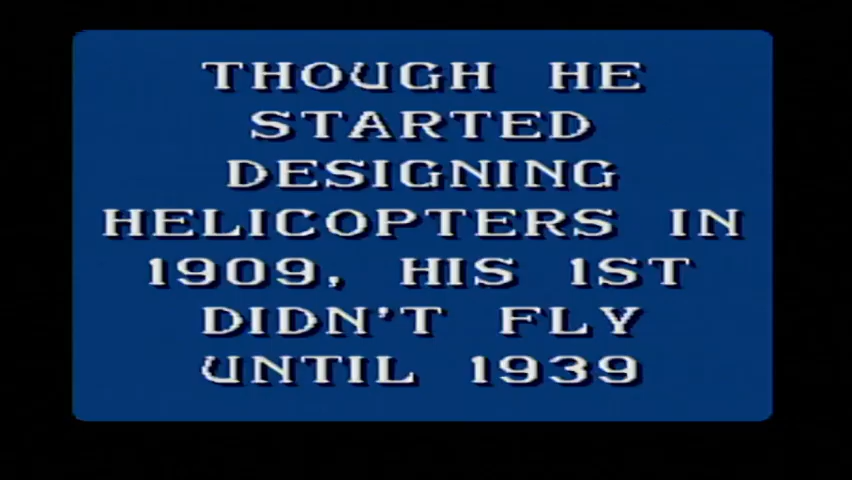 THOUGH HE
STARTED
DESIGNING
HELICOPTERS IN
1909, HIS 1ST
DIDN'T FLY
UNTIL 1939